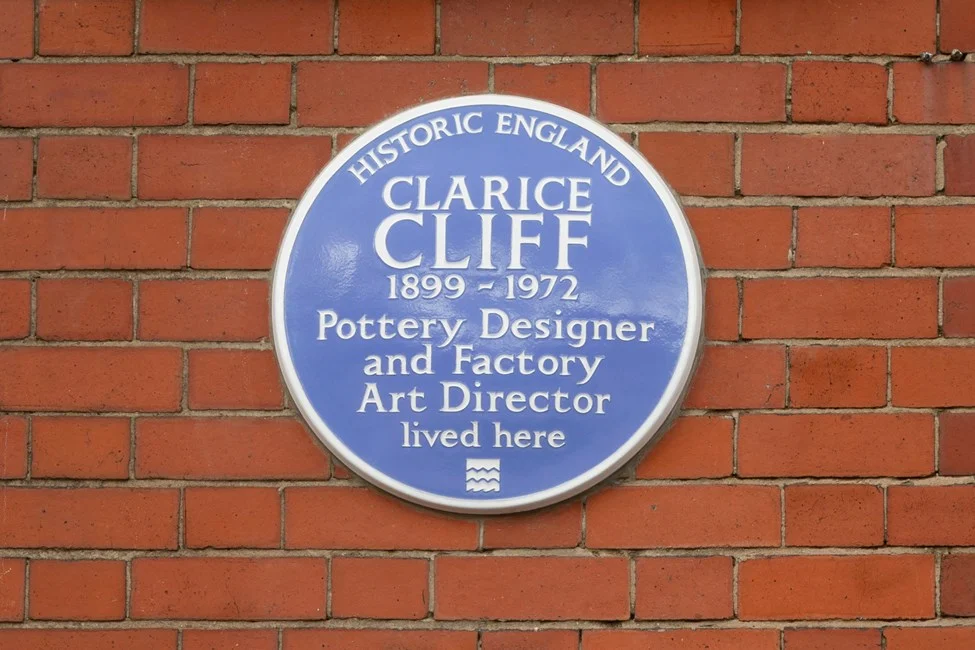 HISTORIC ENGLAND
CLARICE
CLIFF
1899 - 1972
Pottery Designer
and Factory
Art Director
lived here